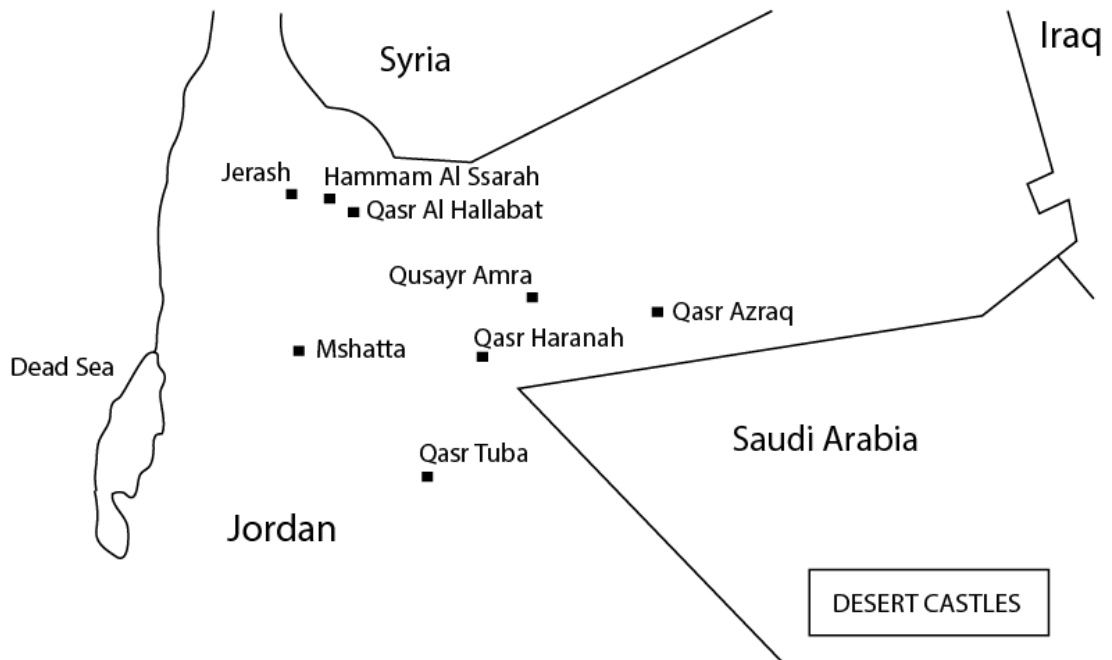 Iraq
Syria
Jerash
Hammam Al Ssarah
Qasr Al Hallabat
Qusayr Amra
Qasr Azraq
Qasr Haranah
Mshatta
Dead Sea
Saudi Arabia
Qasr Tuba
Jordan
DESERT CASTLES